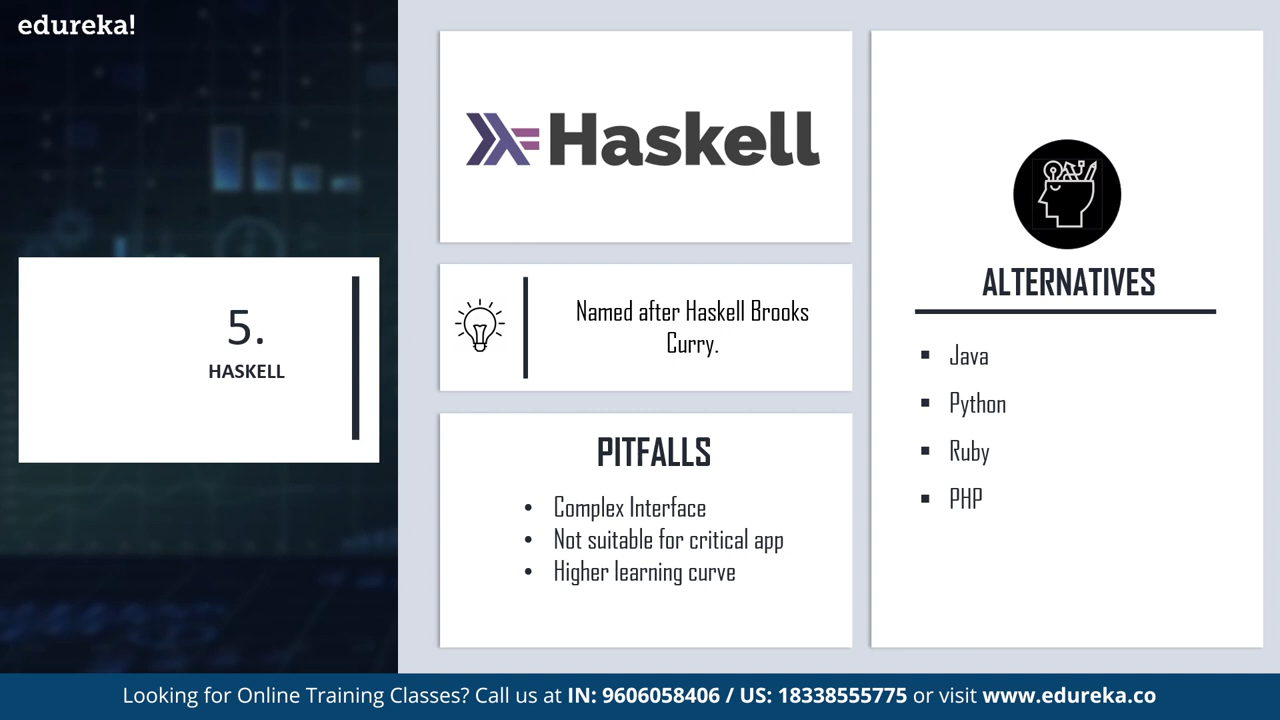 edureka!
5.
HASKELL
Haskell
Named after Haskell Brooks
Curry.
PITFALLS
• Complex Interface
• Not suitable for critical app
• Higher learning curve
ALTERNATIVES
▪ Java
▪ Python
▪ Ruby
▪ PHP
Looking for Online Training Classes? Call us at IN: 9606058406 / US: 18338555775 or visit www.edureka.co